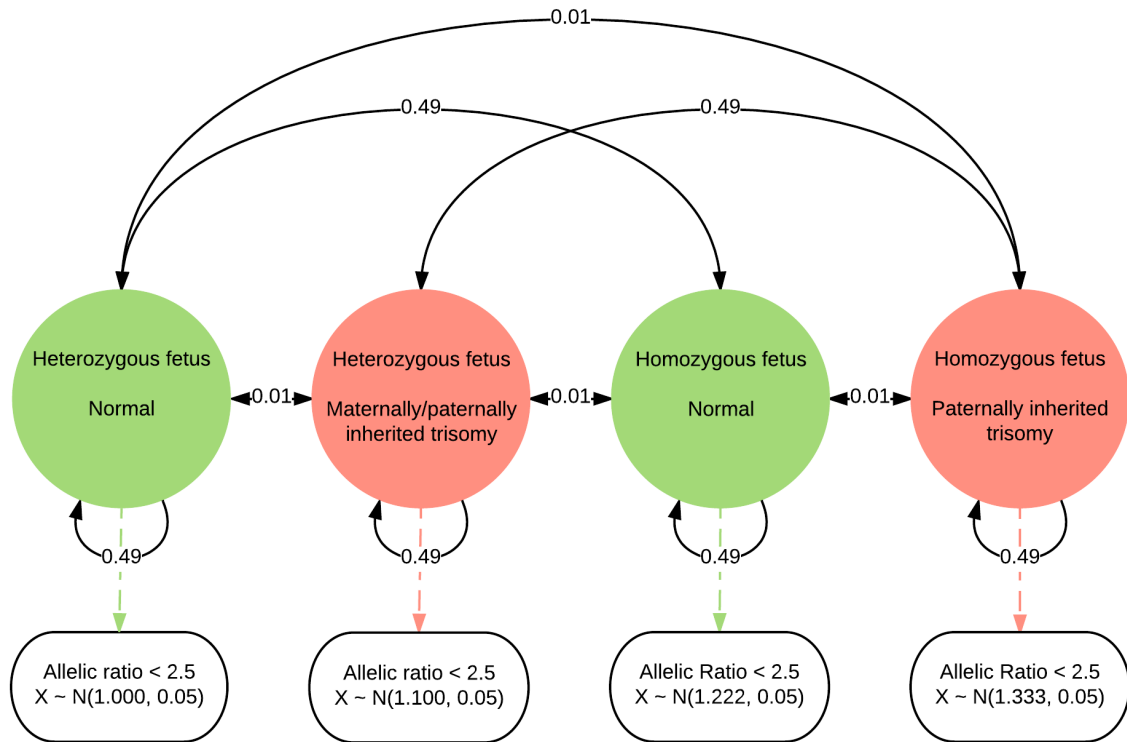 0.01
0.49
0.49
Heterozygous fetus
Normal
Heterozygous fetus
Maternally/paternally
inherited trisomy
Homozygous fetus
Normal
Homozygous fetus
Paternally inherited
trisomy
0.01
0.01
0.01
0.49
0.49
0.49
0.49
Allelic ratio < 2.5
X ~ N(1.000, 0.05)
Allelic ratio < 2.5
X ~ N(1.100, 0.05)
Allelic Ratio < 2.5
X ~ N(1.222, 0.05)
Allelic Ratio < 2.5
X ~ N(1.333, 0.05)